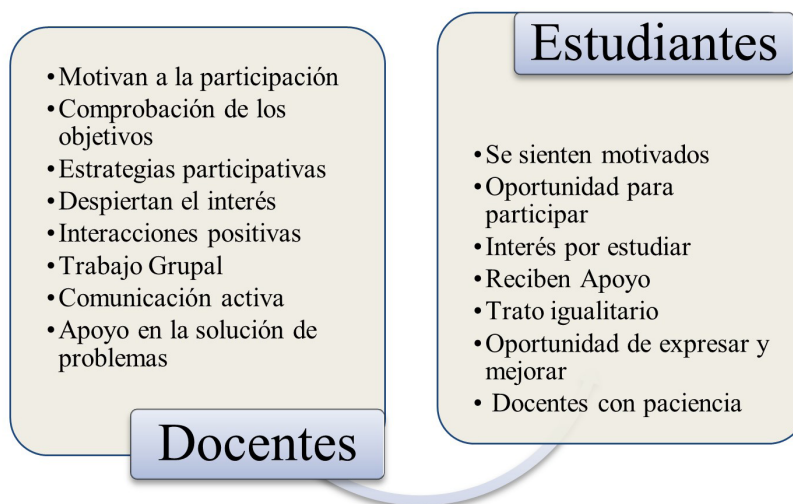 •Motivan a la participación
•Comprobación de los
objetivos
•Estrategias participativas
•Despiertan el interés
•Interacciones positivas
•Trabajo Grupal
•Comunicación activa
•Apoyo en la solución de
problemas
Docentes
Estudiantes
•Se sienten motivados
•Oportunidad para
participar
•Interés por estudiar
•Reciben Apoyo
•Trato igualitario
•Oportunidad de expresar y
mejorar
• Docentes con paciencia